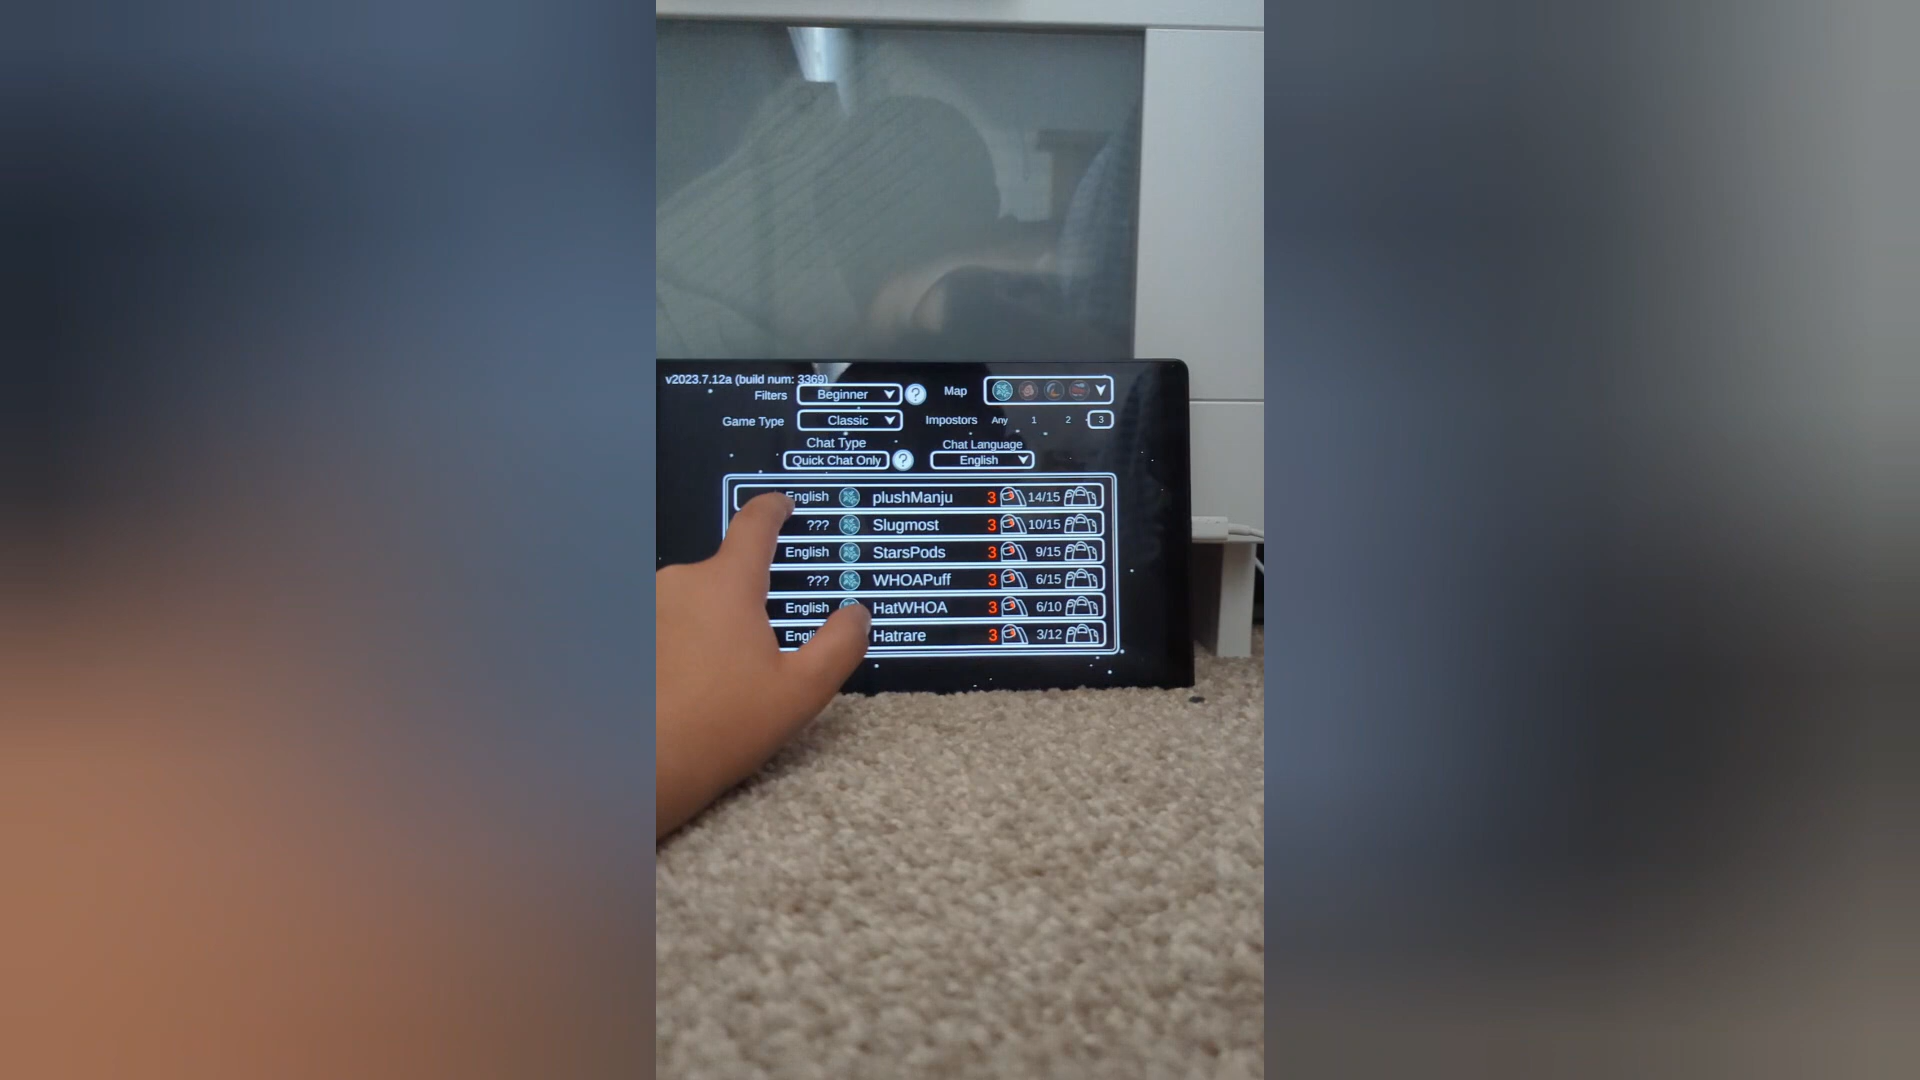 v2023.7.12a (build num: 3369)
Filters Beginner ? Map
Game Type Classic Impostors Any 1 2 3
Chat Type Chat Language
Quick Chat Only ? English
English plushManju 3 14/15
??? Slugmost 3 10/15
English StarsPods 3 9/15
??? WHOAPuff 3 6/15
English HatWHOA 3 6/10
Engli Hatrare 3 3/12